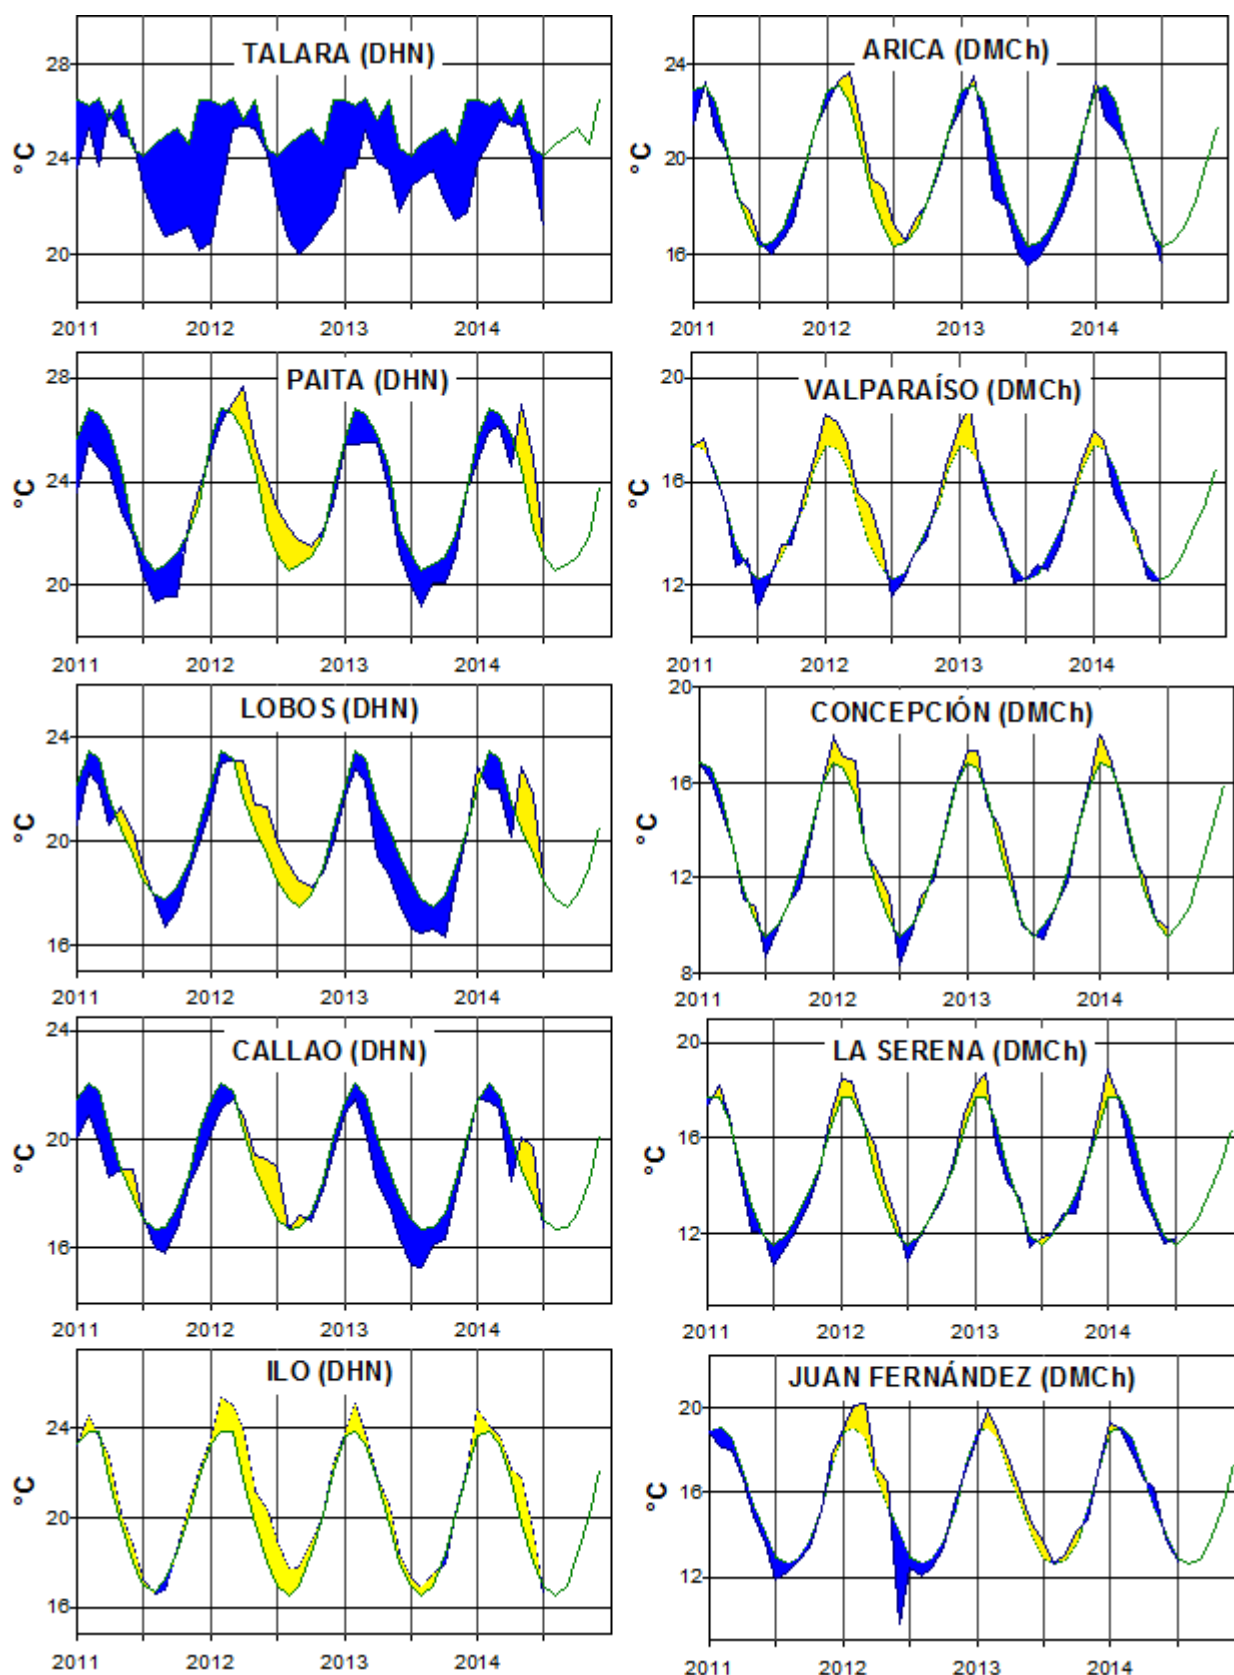 TALARA (DHN)
28
24
20
°C
2011 2012 2013 2014
ARICA (DMCh)
24
20
16
°C
2011 2012 2013 2014
PAITA (DHN)
28
24
20
°C
2011 2012 2013 2014
VALPARAÍSO (DMCh)
20
16
12
°C
2011 2012 2013 2014
LOBOS (DHN)
24
20
16
°C
2011 2012 2013 2014
CONCEPCIÓN (DMCh)
20
16
12
8
°C
2011 2012 2013 2014
CALLAO (DHN)
24
20
16
°C
2011 2012 2013 2014
LA SERENA (DMCh)
20
16
12
°C
2011 2012 2013 2014
ILO (DHN)
24
20
16
°C
2011 2012 2013 2014
JUAN FERNÁNDEZ (DMCh)
20
16
12
°C
2011 2012 2013 2014